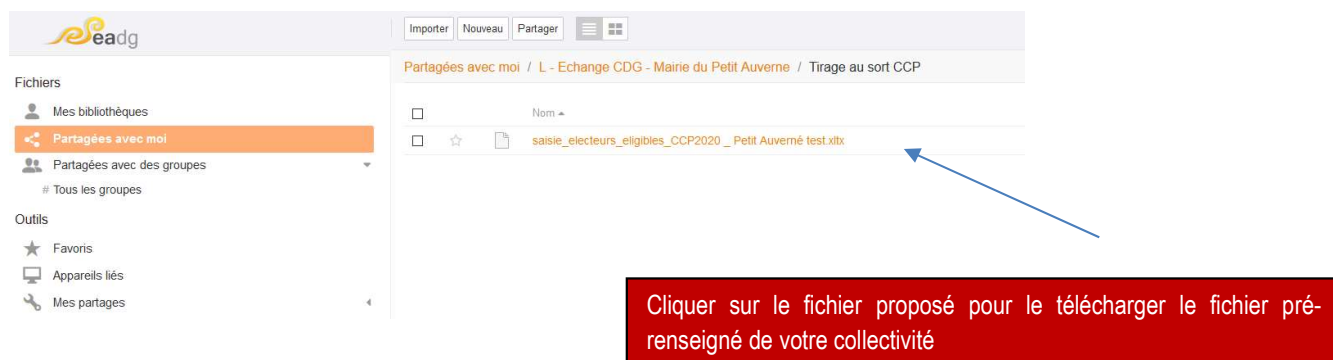 eadg
Importer Nouveau Partager
Partagées avec moi / L - Echange CDG - Mairie du Petit Auverne / Tirage au sort CCP
Fichiers
Mes bibliothèques
Partagées avec moi
Partagées avec des groupes
# Tous les groupes
Outils
Favoris
Appareils liés
Mes partages
Nom
saisie_electeurs_eligibles_CCP2020 _ Petit Auverné test.xltx
Cliquer sur le fichier proposé pour le télécharger le fichier pré-
renseigné de votre collectivité